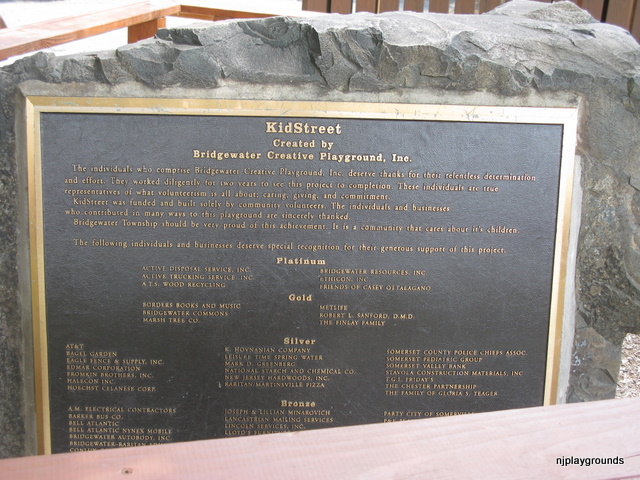 KidStreet
Created by
Bridgewater Creative Playground, Inc.
The individuals who comprise Bridgewater Creative Playground, Inc. deserve thanks for their relentless determination
and effort. They worked diligently for two years to see this project to completion. These individuals are true
representatives of what volunteerism is all about: caring, giving, and commitment.
KidStreet was funded and built solely by community volunteers. The individuals and businesses
who contributed in many ways to this playground are sincerely thanked.
Bridgewater Township should be very proud of this achievement. It is a community that cares about it's children.
The following individuals and businesses deserve special recognition for their generous support of this project.
Platinum
ACTIVE DISPOSAL SERVICE, INC.
ACTIVE TRUCKING SERVICE, INC.
A.T.S. WOOD RECYCLING
BRIDGEWATER RESOURCES, INC
ETHICON, INC.
FRIENDS OF CASEY OTTALAGANO
Gold
BORDERS BOOKS AND MUSIC
BRIDGEWATER COMMONS
MARSH TREE CO.
METLIFE
ROBERT L. SANFORD, D.M.D.
THE FINLAY FAMILY
Silver
AT&T
BAGEL GARDEN
EAGLE FENCE & SUPPLY, INC.
EDMAR CORPORATION
FROMKIN BROTHERS, INC.
HALECON INC.
HOECHST CELANESE CORP.
K. HOVNANIAN COMPANY
LEISURE TIME SPRING WATER
MARK D. GREENBERG
NATIONAL STARCH AND CHEMICAL CO.
NEW JERSEY HARDWOODS, INC.
RARITAN/MARTINSVILLE PIZZA
SOMERSET COUNTY POLICE CHIEFS ASSOC.
SOMERSET PEDIATRIC GROUP
SOMERSET VALLEY BANK
STAVOLA CONSTRUCTION MATERIALS, INC
T.G.I. FRIDAY'S
THE CHESTER PARTNERSHIP
THE FAMILY OF GLORIA S. TEAGER
Bronze
A.M. ELECTRICAL CONTRACTORS
BARKER BUS CO.
BELL ATLANTIC
BELL ATLANTIC NYNEX MOBILE
BRIDGEWATER AUTOBODY, INC.
JOSEPH & LILLIAN MINAROVICH
LANCASTRIAN MAILING SERVICES
LINCOLN SERVICES, INC.
PARTY CITY OF
njplaygrounds